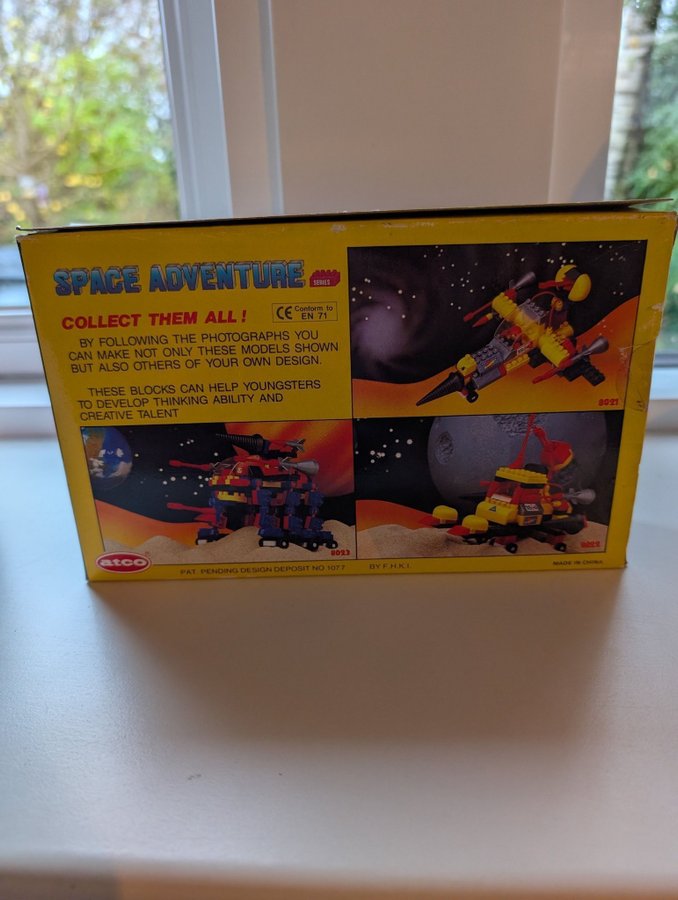 SPACE ADVENTURE
SERIES
COLLECT THEM ALL!
CE Conform to
EN 71
BY FOLLOWING THE PHOTOGRAPHS YOU
CAN MAKE NOT ONLY THESE MODELS SHOWN
BUT ALSO OTHERS OF YOUR OWN DESIGN.
THESE BLOCKS CAN HELP YOUNGSTERS
TO DEVELOP THINKING ABILITY AND
CREATIVE TALENT
8021
8023
atco
PAT. PENDING DESIGN DEPOSIT NO.1077 BY F.H.K.I.
MADE IN CHINA